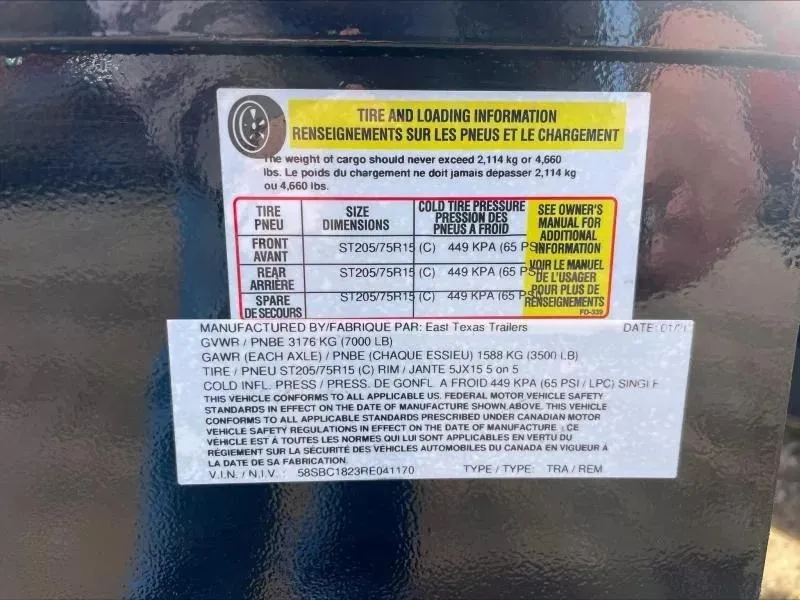 TIRE AND LOADING INFORMATION
RENSEIGNEMENTS SUR LES PNEUS ET LE CHARGEMENT
The weight of cargo should never exceed 2,114 kg or 4,660
lbs. Le poids du chargement ne doit jamais depasser 2,114 kg
ou 4,660 lbs.
TIRE PNEU SIZE DIMENSIONS COLD TIRE PRESSURE PRESSION DES PNEUS A FROID
SEE OWNER'S
MANUAL FOR
ADDITIONAL
INFORMATION
VOIR LE MANUEL
DE L'USAGER
POUR PLUS DE
RENSEIGNEMENTS
FRONT AVANT ST205/75R15 (C) 449 KPA (65
REAR ARRIÈRE ST205/75R15 (C) 449 KPA (65
SPARE DE SECOURS ST205/75R15 (C) 449 KPA (65
FD-339
MANUFACTURED BY/FABRIQUE PAR: East Texas Trailers DATE:
GVWR / PNBE 3176 KG (7000 LB)
GAWR (EACH AXLE) / PNBE (CHAQUE ESSIEU) 1588 KG (3500 LB)
TIRE / PNEU ST205/75R15 (C) RIM / JANTE 5JX15 5 on 5
COLD INFL. PRESS / PRESS. DE GONFL. A FROID 449 KPA (65 PSI / LPC) SINGLE
THIS VEHICLE CONFORMS TO ALL APPLICABLE US. FEDERAL MOTOR VEHICLE SAFETY
STANDARDS IN EFFECT ON THE DATE OF MANUFACTURE SHOWN ABOVE. THIS VEHICLE
CONFORMS TO ALL APPLICABLE STANDARDS PRESCRIBED UNDER CANADIAN MOTOR
VEHICLE SAFETY REGULATIONS IN EFFECT ON THE DATE OF MANUFACTURE . CE
VÉHICLE EST À TOUTES LES NORMES QUI LUI SONT APPLICABLES EN VERTU DU
RÉGIEMENT SUR LA SÉCURITÉ DES VÉHICLES AUTOMOBILES DU CANADA EN VIGUEUR À
LA DATE DE SA FABRICATION.
V.I.N. / N.I.V. : 58SBC1823RE041170 TYPE / TYPE: TRA / REM